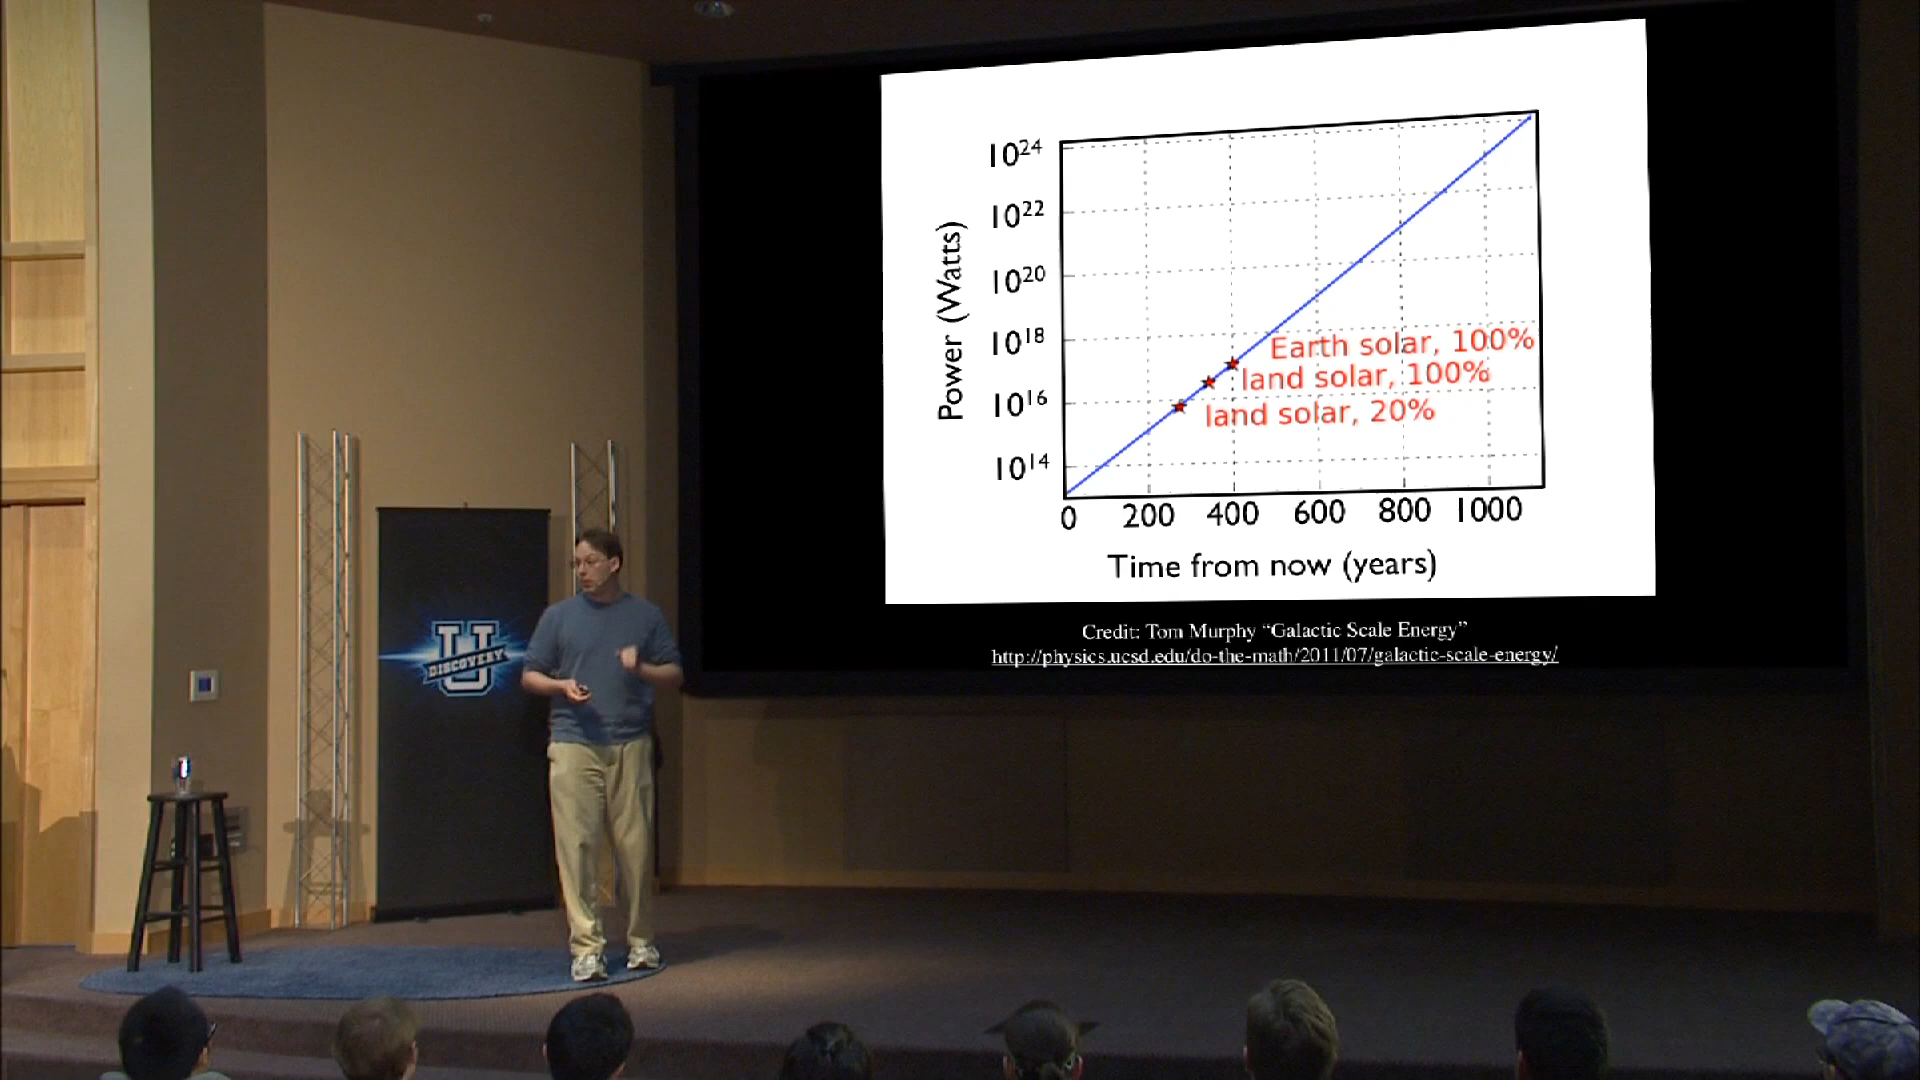 10²⁴
10²²
10²⁰
10¹⁸
10¹⁶
10¹⁴
Power (Watts)
Earth solar, 100%
land solar, 100%
land solar, 20%
0 200 400 600 800 1000
Time from now (years)
Credit: Tom Murphy “Galactic Scale Energy”
http://physics.ucsd.edu/do-the-math/2011/07/galactic-scale-energy/
U
DISCOVERY